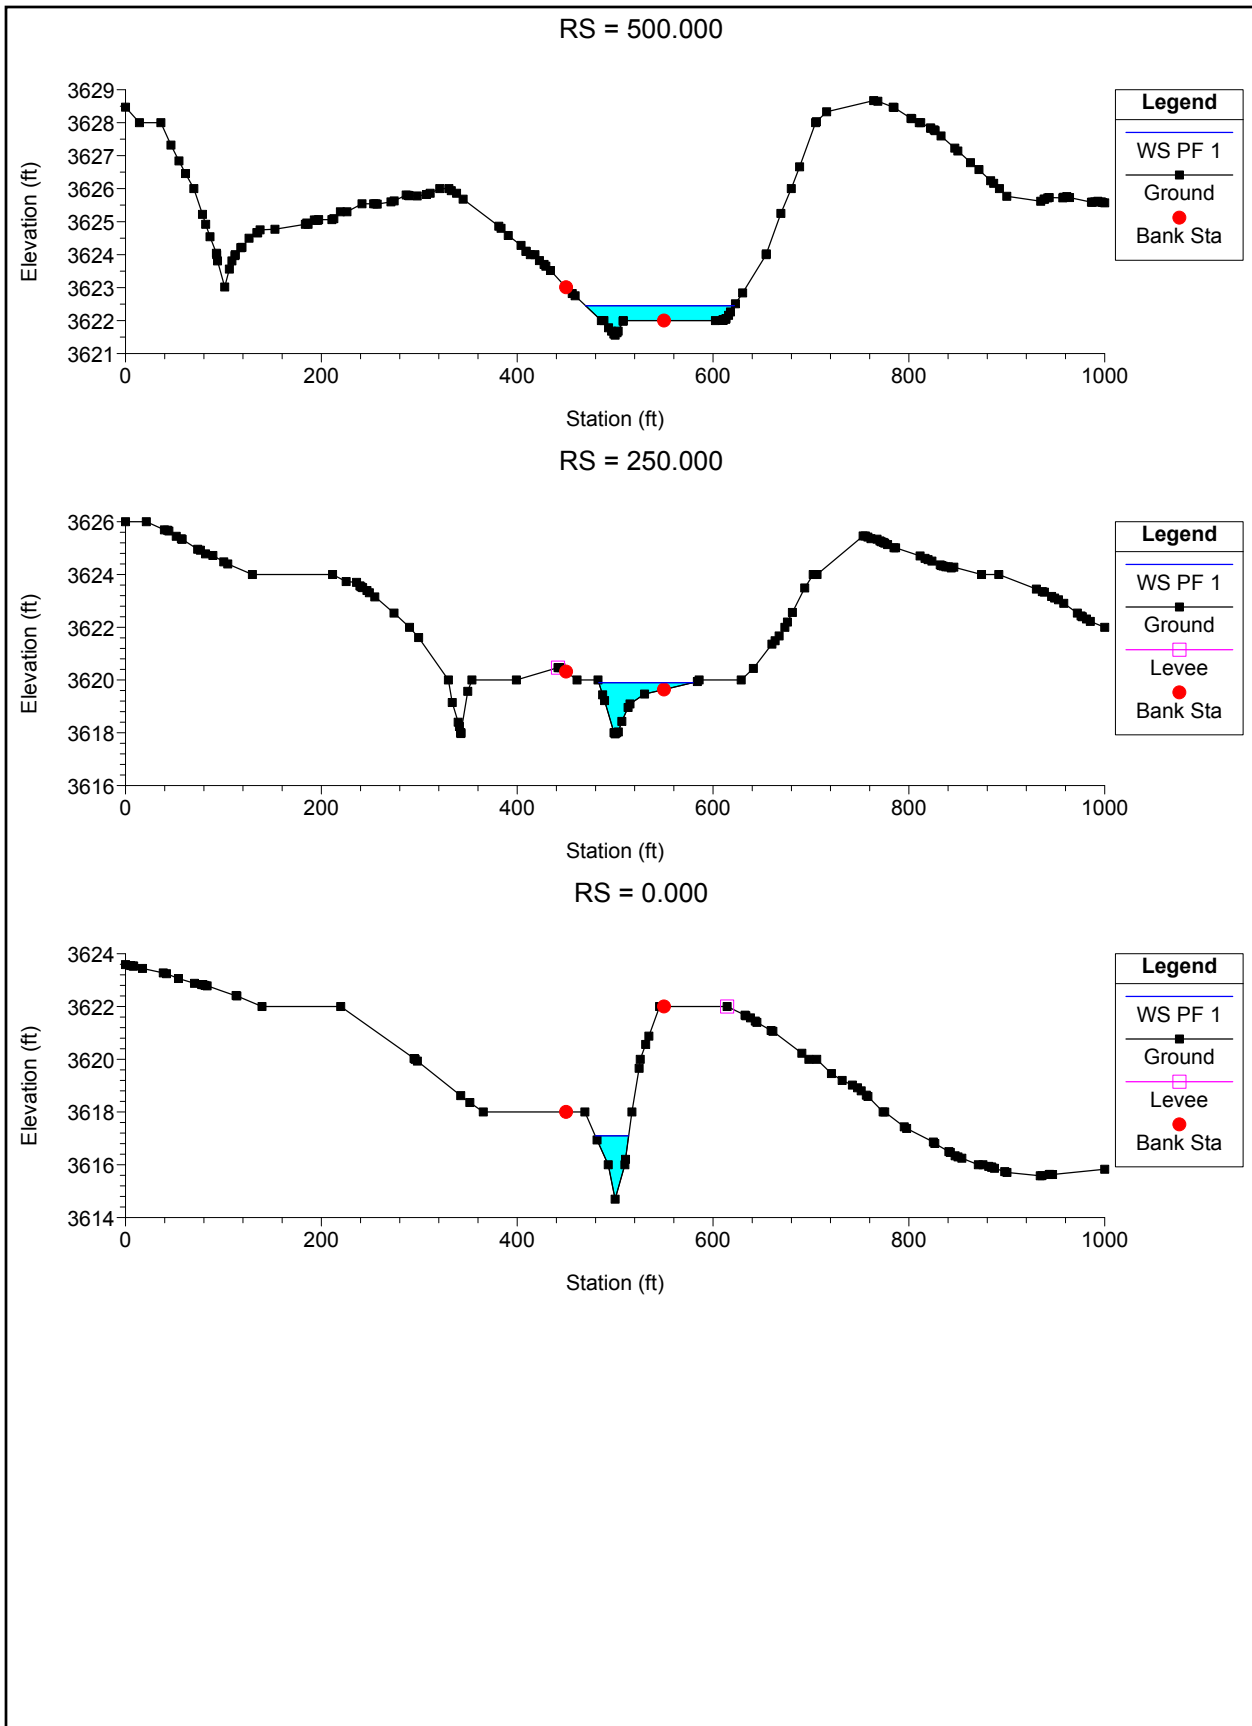 RS = 500.000
Elevation (ft)
3629
3628
3627
3626
3625
3624
3623
3622
3621
0 200 400 600 800 1000
Station (ft)
Legend
WS PF 1
Ground
Bank Sta
RS = 250.000
Elevation (ft)
3626
3624
3622
3620
3618
3616
0 200 400 600 800 1000
Station (ft)
Legend
WS PF 1
Ground
Levee
Bank Sta
RS = 0.000
Elevation (ft)
3624
3622
3620
3618
3616
3614
0 200 400 600 800 1000
Station (ft)
Legend
WS PF 1
Ground
Levee
Bank Sta